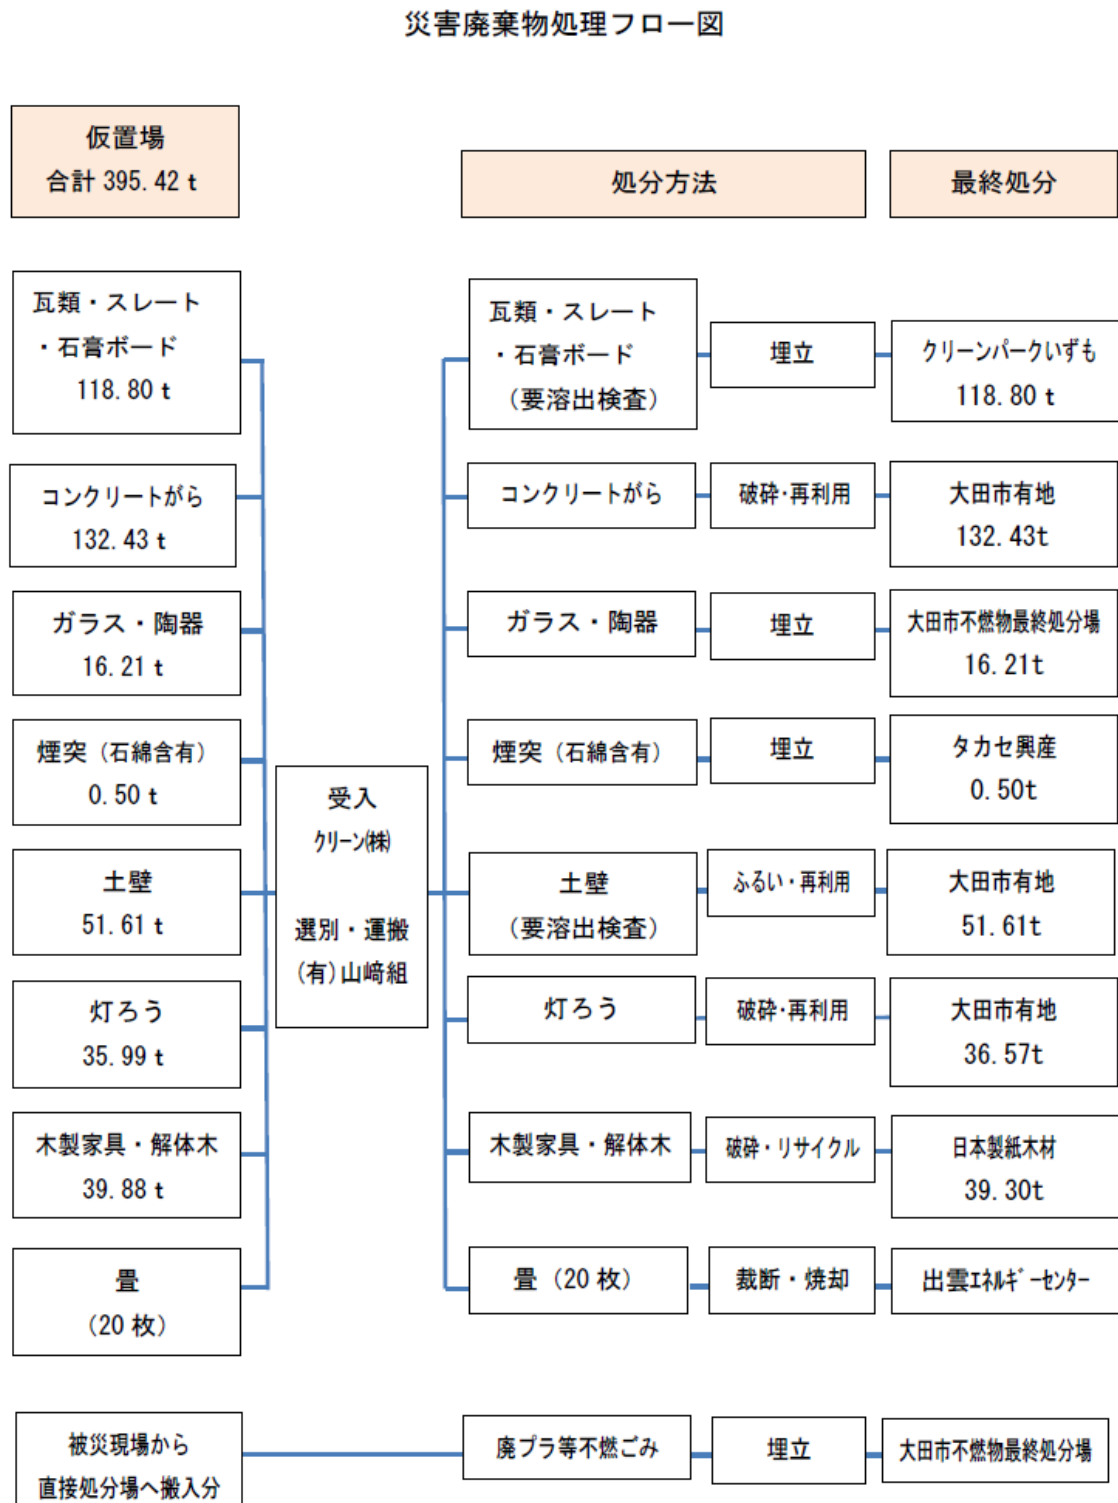 災害廃棄物処理フロー図
仮置場
合計 395.42 t
処分方法
最終処分
瓦類・スレート
・石膏ボード
118.80 t
瓦類・スレート
・石膏ボード
（要溶出検査）
埋立
クリーンパークいずも
118.80 t
コンクリートがら
132.43 t
コンクリートがら
破砕・再利用
大田市有地
132.43t
ガラス・陶器
16.21 t
ガラス・陶器
埋立
大田市不燃物最終処分場
16.21t
煙突（石綿含有）
0.50 t
煙突（石綿含有）
埋立
タカセ興産
0.50t
受入
クリーン㈱
選別・運搬
(有)山﨑組
土壁
51.61 t
土壁
（要溶出検査）
ふるい・再利用
大田市有地
51.61t
灯ろう
35.99 t
灯ろう
破砕・再利用
大田市有地
36.57t
木製家具・解体木
39.88 t
木製家具・解体木
破砕・リサイクル
日本製紙木材
39.30t
畳
（20 枚）
畳（20 枚）
裁断・焼却
出雲エネルギーセンター
被災現場から
直接処分場へ搬入分
廃プラ等不燃ごみ
埋立
大田市不燃物最終処分場